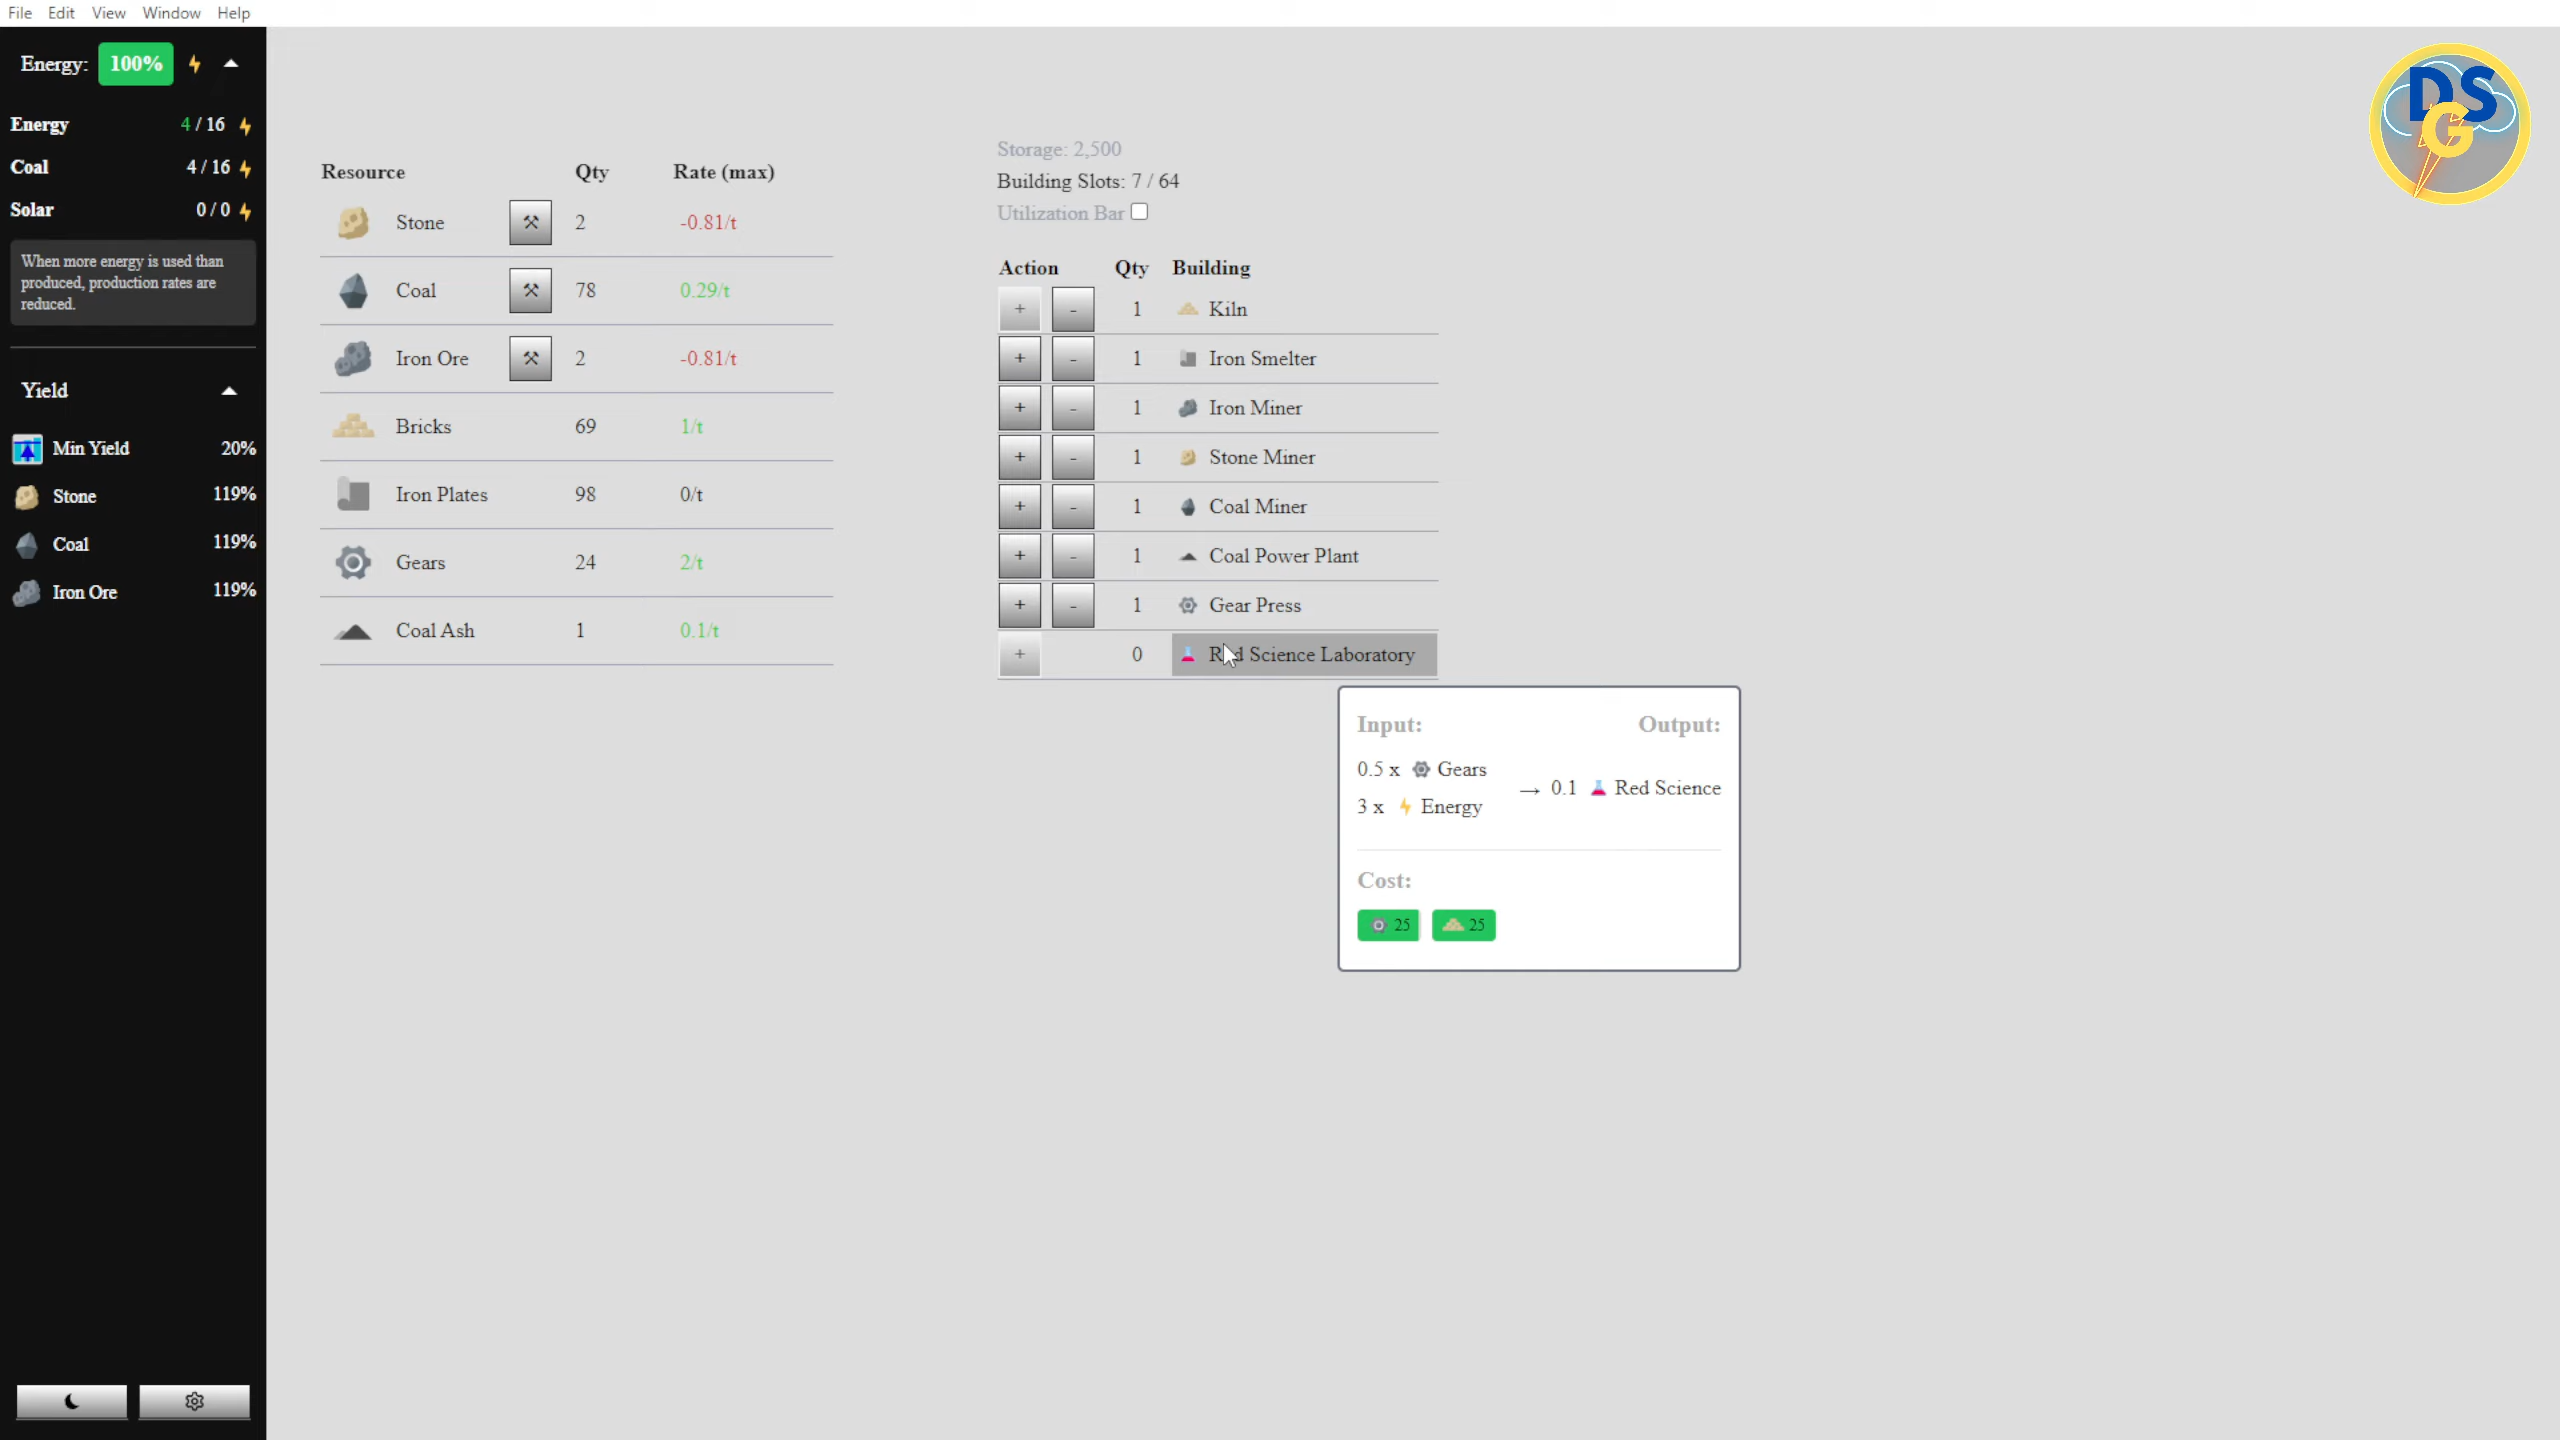 File Edit View Window Help
Energy: 100%
Energy 4 / 16
Coal 4 / 16
Solar 0 / 0
When more energy is used than
produced, production rates are
reduced.
Yield
Min Yield 20%
Stone 119%
Coal 119%
Iron Ore 119%
Resource Qty Rate (max)
Stone 2 -0.81/t
Coal 78 0.29/t
Iron Ore 2 -0.81/t
Bricks 69 1/t
Iron Plates 98 0/t
Gears 24 2/t
Coal Ash 1 0.1/t
Storage: 2,500
Building Slots: 7 / 64
Utilization Bar
Action Qty Building
+ - 1 Kiln
+ - 1 Iron Smelter
+ - 1 Iron Miner
+ - 1 Stone Miner
+ - 1 Coal Miner
+ - 1 Coal Power Plant
+ - 1 Gear Press
+ 0 Red Science Laboratory
Input: Output:
0.5 x Gears
3 x Energy
→ 0.1 Red Science
Cost:
25 25
DSG